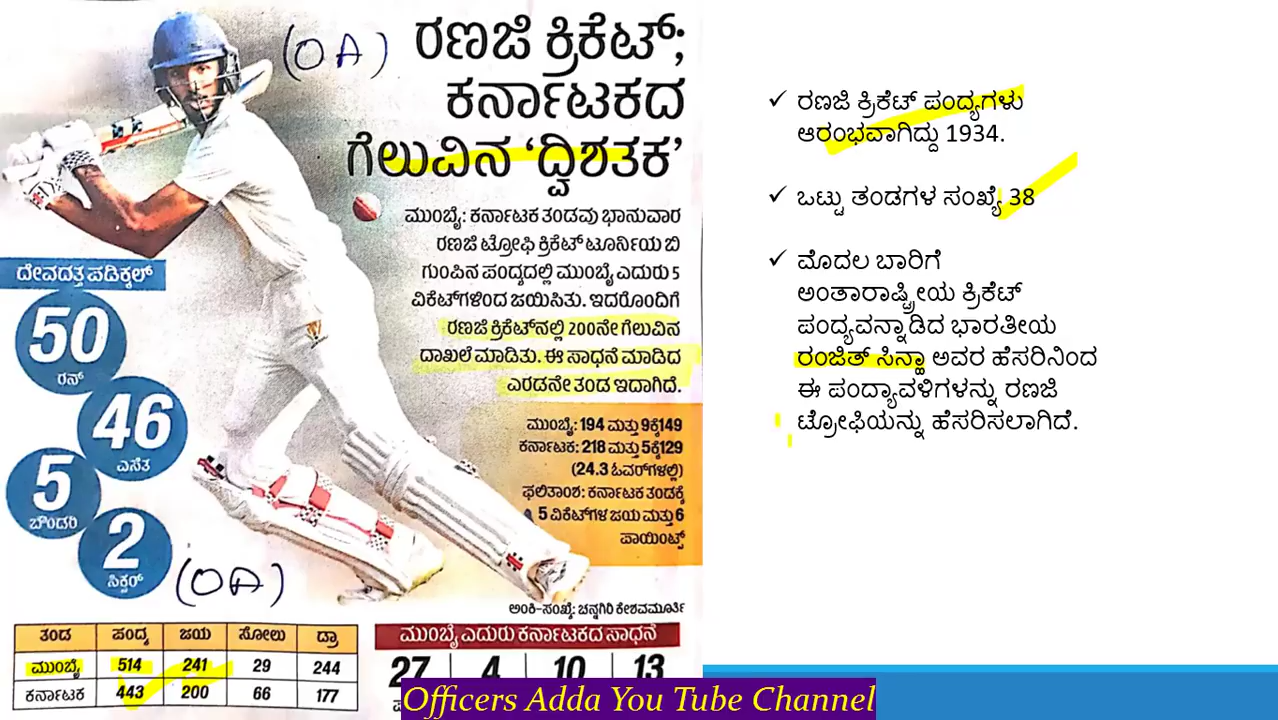 (OA)
ರಣಜಿ ಕ್ರಿಕೆಟ್;
ಕರ್ನಾಟಕದ
ಗೆಲುವಿನ ‘ದ್ವಿಶತಕ’
ಮುಂಬೈ: ಕರ್ನಾಟಕ ತಂಡವು ಭಾನುವಾರ
ರಣಜಿ ಟ್ರೋಫಿ ಕ್ರಿಕೆಟ್ ಟೂರ್ನಿಯ ಬಿ
ಗುಂಪಿನ ಪಂದ್ಯದಲ್ಲಿ ಮುಂಬೈ ಎದುರು 5
ವಿಕೆಟ್‌ಗಳಿಂದ ಜಯಿಸಿತು. ಇದರೊಂದಿಗೆ
ರಣಜಿ ಕ್ರಿಕೆಟ್‌ನಲ್ಲಿ 200ನೇ ಗೆಲುವಿನ
ದಾಖಲೆ ಮಾಡಿತು. ಈ ಸಾಧನೆ ಮಾಡಿದ
ಎರಡನೇ ತಂಡ ಇದಾಗಿದೆ.
ದೇವದತ್ತ ಪಡಿಕ್ಕಲ್
50
ರನ್
46
ಎಸೆತ
5
ಬೌಂಡರಿ
2
ಸಿಕ್ಸರ್
(OA)
ಮುಂಬೈ: 194 ಮತ್ತು 9ಕ್ಕೆ149
ಕರ್ನಾಟಕ: 218 ಮತ್ತು 5ಕ್ಕೆ129
(24.3 ಓವರ್‌ಗಳಲ್ಲಿ)
ಫಲಿತಾಂಶ: ಕರ್ನಾಟಕ ತಂಡಕ್ಕೆ
5 ವಿಕೆಟ್‌ಗಳ ಜಯ ಮತ್ತು 6
ಪಾಯಿಂಟ್ಸ್
ಅಂಕಿ-ಸಂಖ್ಯೆ: ಚನ್ನಗಿರಿ ಕೇಶವಮೂರ್ತಿ
ತಂಡ ಪಂದ್ಯ ಜಯ ಸೋಲು ಡ್ರಾ
ಮುಂಬೈ 514 241 29 244
ಕರ್ನಾಟಕ 443 200 66 177
ಮುಂಬೈ ಎದುರು ಕರ್ನಾಟಕದ ಸಾಧನೆ
27 4 10 13
✓ ರಣಜಿ ಕ್ರಿಕೆಟ್ ಪಂದ್ಯಗಳು
ಆರಂಭವಾಗಿದ್ದು 1934.
✓ ಒಟ್ಟು ತಂಡಗಳ ಸಂಖ್ಯೆ 38
✓ ಮೊದಲ ಬಾರಿಗೆ
ಅಂತಾರಾಷ್ಟ್ರೀಯ ಕ್ರಿಕೆಟ್
ಪಂದ್ಯವನ್ನಾಡಿದ ಭಾರತೀಯ
ರಂಜಿತ್ ಸಿನ್ಹಾ ಅವರ ಹೆಸರಿನಿಂದ
ಈ ಪಂದ್ಯಾವಳಿಗಳನ್ನು ರಣಜಿ
ಟ್ರೋಫಿಯನ್ನು ಹೆಸರಿಸಲಾಗಿದೆ.
Officers Adda You Tube Channel